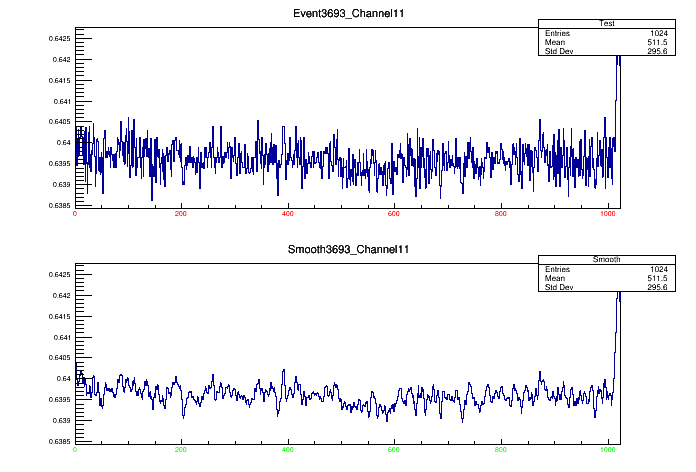 Event3693_Channel11
Test
Entries 1024
Mean 511.5
Std Dev 295.6
0.6425
0.642
0.6415
0.641
0.6405
0.64
0.6395
0.639
0.6385
0 200 400 600 800 1000
Smooth3693_Channel11
Smooth
Entries 1024
Mean 511.5
Std Dev 295.6
0.6425
0.642
0.6415
0.641
0.6405
0.64
0.6395
0.639
0.6385
0 200 400 600 800 1000